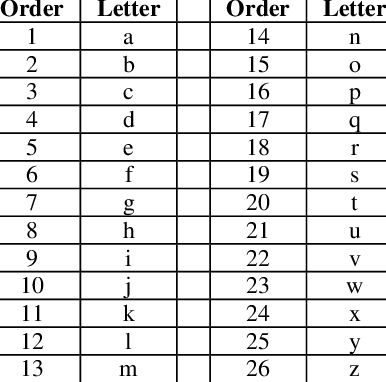 Order Letter Order Letter
1 a 14 n
2 b 15 o
3 c 16 p
4 d 17 q
5 e 18 r
6 f 19 s
7 g 20 t
8 h 21 u
9 i 22 v
10 j 23 w
11 k 24 x
12 l 25 y
13 m 26 z